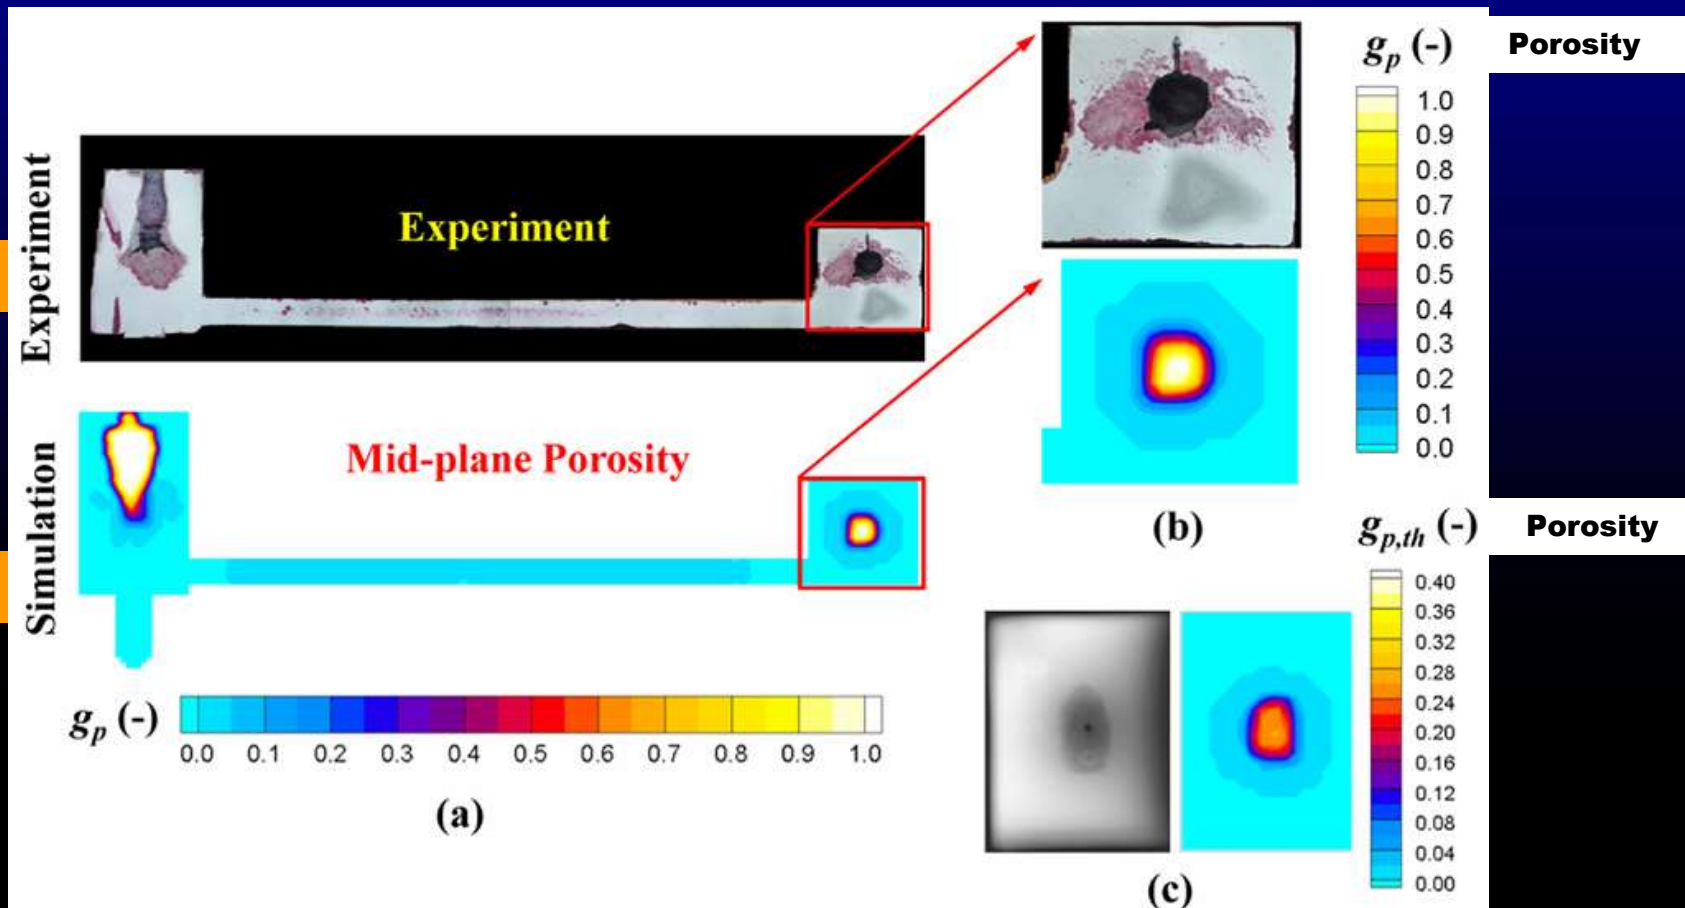 Experiment
Experiment
Simulation
Mid-plane Porosity
g_p (-)
0.0 0.1 0.2 0.3 0.4 0.5 0.6 0.7 0.8 0.9 1.0
(a)
g_p (-)
Porosity
1.0
0.9
0.8
0.7
0.6
0.5
0.4
0.3
0.2
0.1
0.0
(b)
g_{p,th} (-)
Porosity
0.40
0.36
0.32
0.28
0.24
0.20
0.16
0.12
0.08
0.04
0.00
(c)